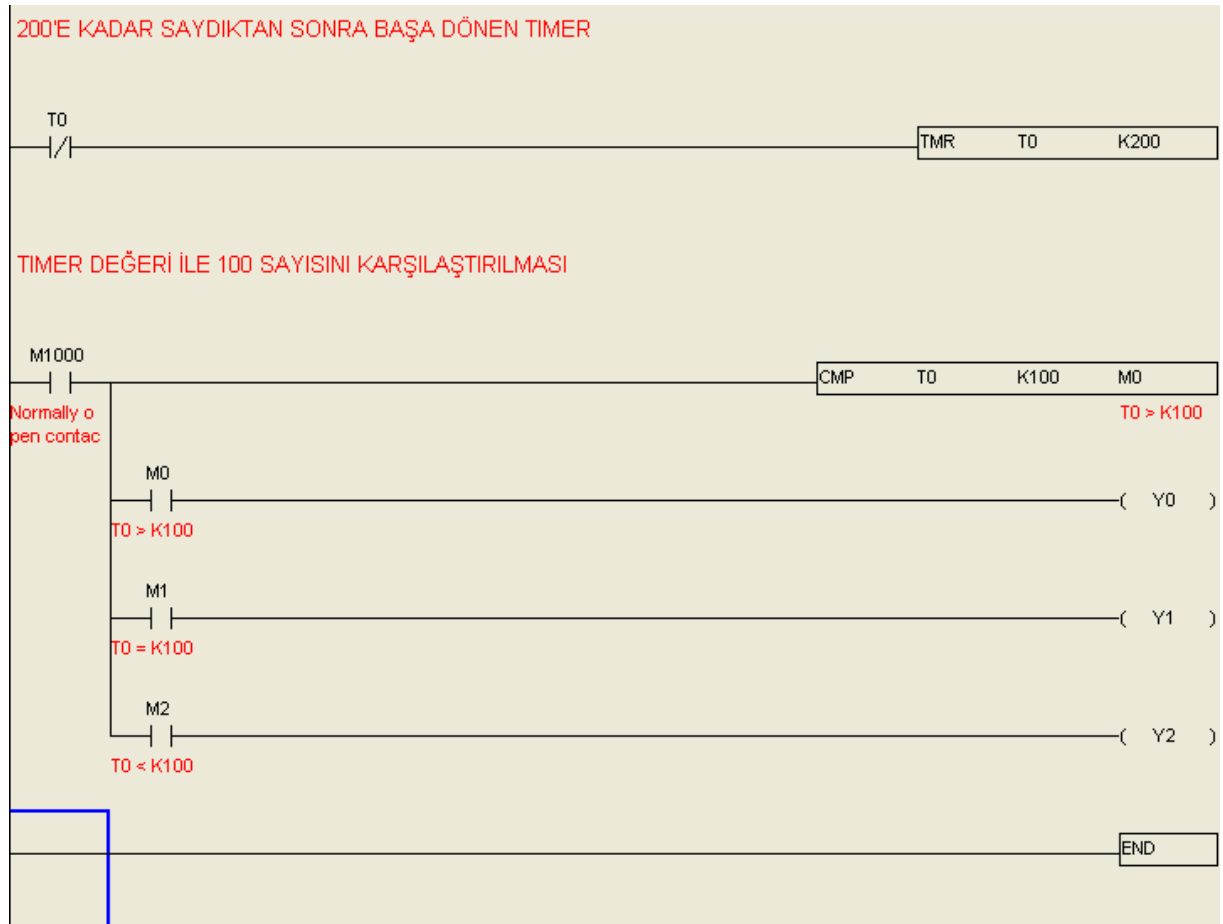 200'E KADAR SAYDIKTAN SONRA BAŞA DÖNEN TIMER
T0
TMR T0 K200
TIMER DEĞERİ İLE 100 SAYISINI KARŞILAŞTIRILMASI
M1000
CMP T0 K100 M0
Normally o
pen contac
T0 > K100
M0
( Y0 )
T0 > K100
M1
( Y1 )
T0 = K100
M2
( Y2 )
T0 < K100
END